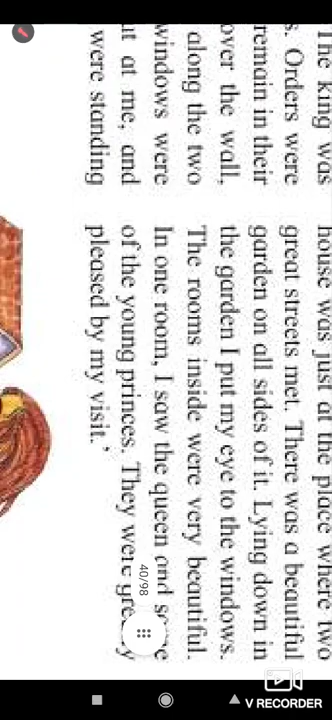 The king was
s. Orders were
remain in their
over the wall,
along the two
windows were
ut at me, and
were standing
house was just at the place where two
great streets met. There was a beautiful
garden on all sides of it. Lying down in
the garden I put my eye to the windows.
The rooms inside were very beautiful.
In one room, I saw the queen and some
of the young princes. They were
pleased by my visit.’
40/98
V RECORDER